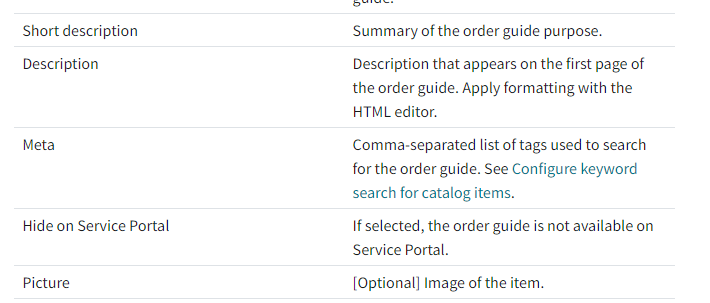 guide.
Short description
Summary of the order guide purpose.
Description
Description that appears on the first page of
the order guide. Apply formatting with the
HTML editor.
Meta
Comma-separated list of tags used to search
for the order guide. See Configure keyword
search for catalog items.
Hide on Service Portal
If selected, the order guide is not available on
Service Portal.
Picture
[Optional] Image of the item.